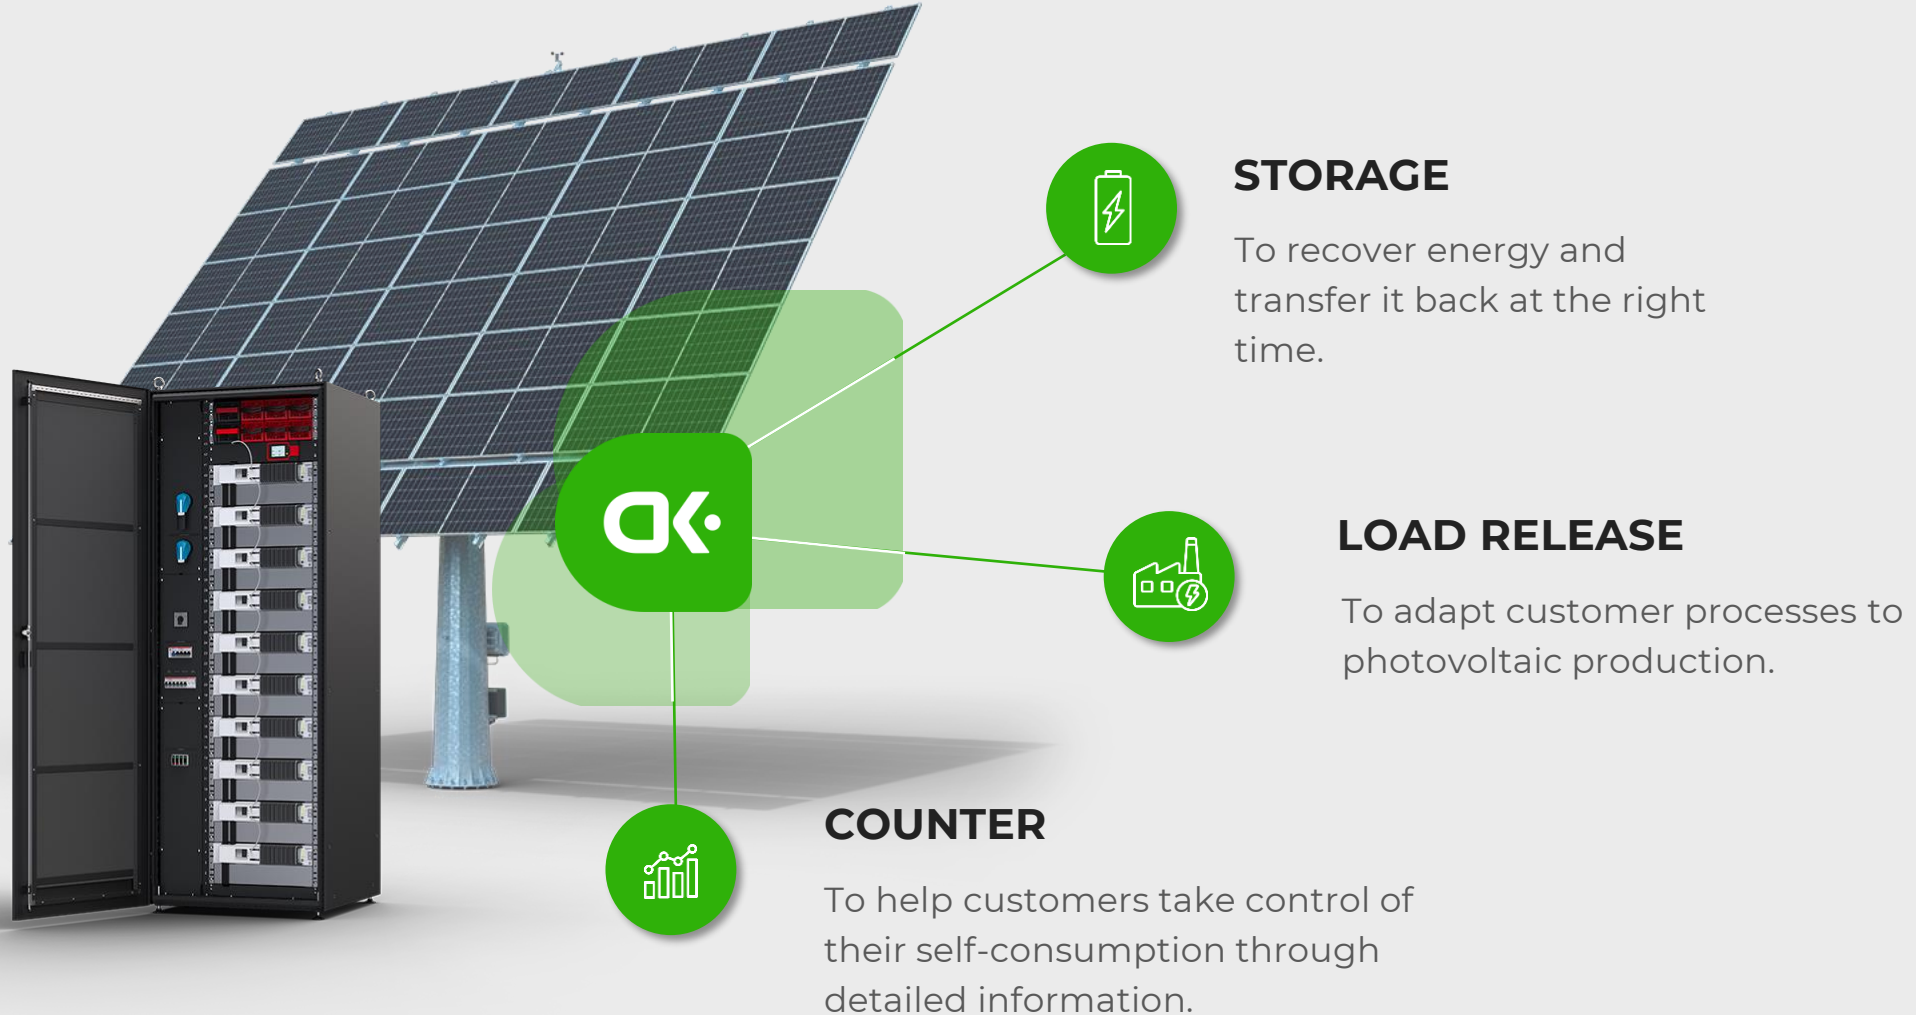 STORAGE
To recover energy and
transfer it back at the right
time.
LOAD RELEASE
To adapt customer processes to
photovoltaic production.
COUNTER
To help customers take control of
their self-consumption through
detailed information.